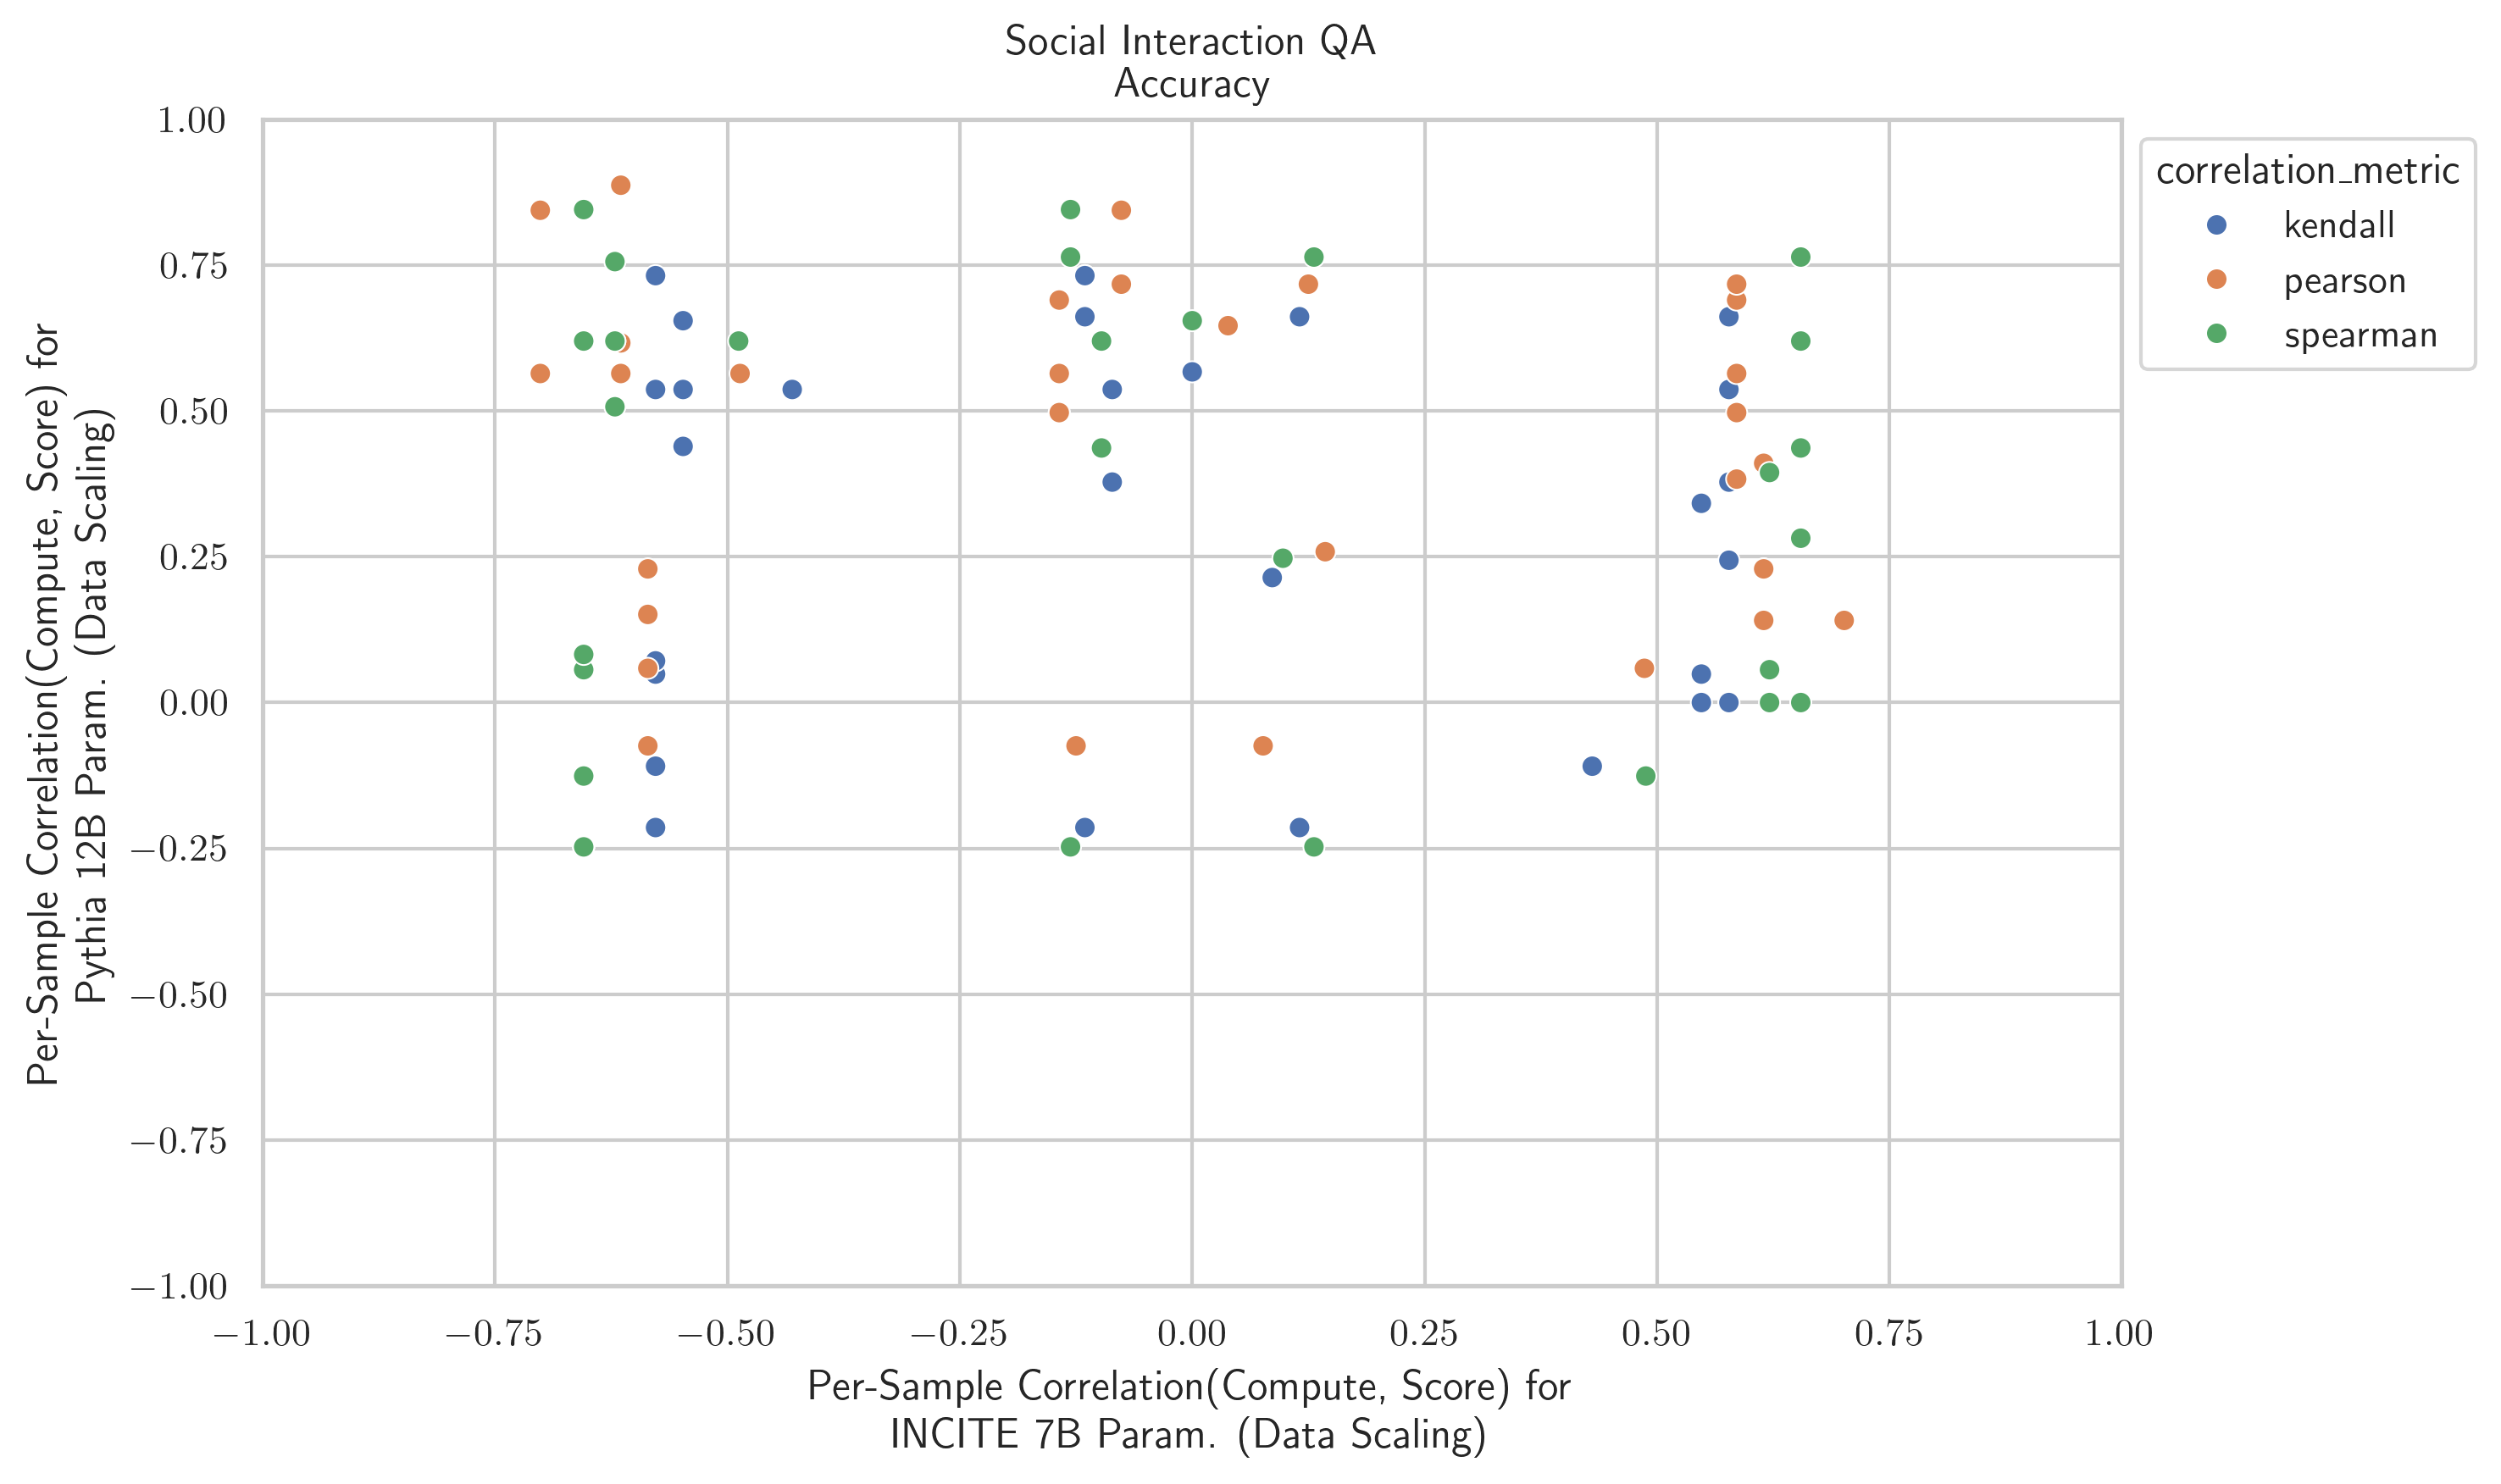 Social Interaction QA
Accuracy
Per-Sample Correlation(Compute, Score) for
Pythia 12B Param. (Data Scaling)
1.00
0.75
0.50
0.25
0.00
−0.25
−0.50
−0.75
−1.00
−1.00 −0.75 −0.50 −0.25 0.00 0.25 0.50 0.75 1.00
Per-Sample Correlation(Compute, Score) for
INCITE 7B Param. (Data Scaling)
correlation_metric
kendall
pearson
spearman